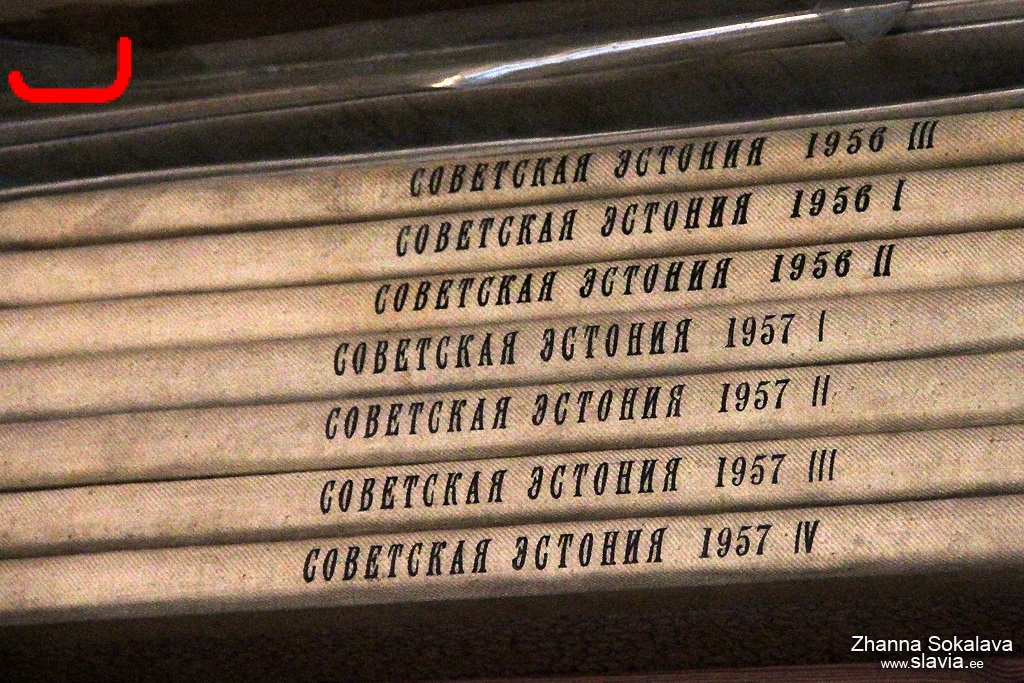 СОВЕТСКАЯ ЭСТОНИЯ 1956 III
СОВЕТСКАЯ ЭСТОНИЯ 1956 I
СОВЕТСКАЯ ЭСТОНИЯ 1956 II
СОВЕТСКАЯ ЭСТОНИЯ 1957 I
СОВЕТСКАЯ ЭСТОНИЯ 1957 II
СОВЕТСКАЯ ЭСТОНИЯ 1957 III
СОВЕТСКАЯ ЭСТОНИЯ 1957 IV
Zhanna Sokalava
www.slavia.ee